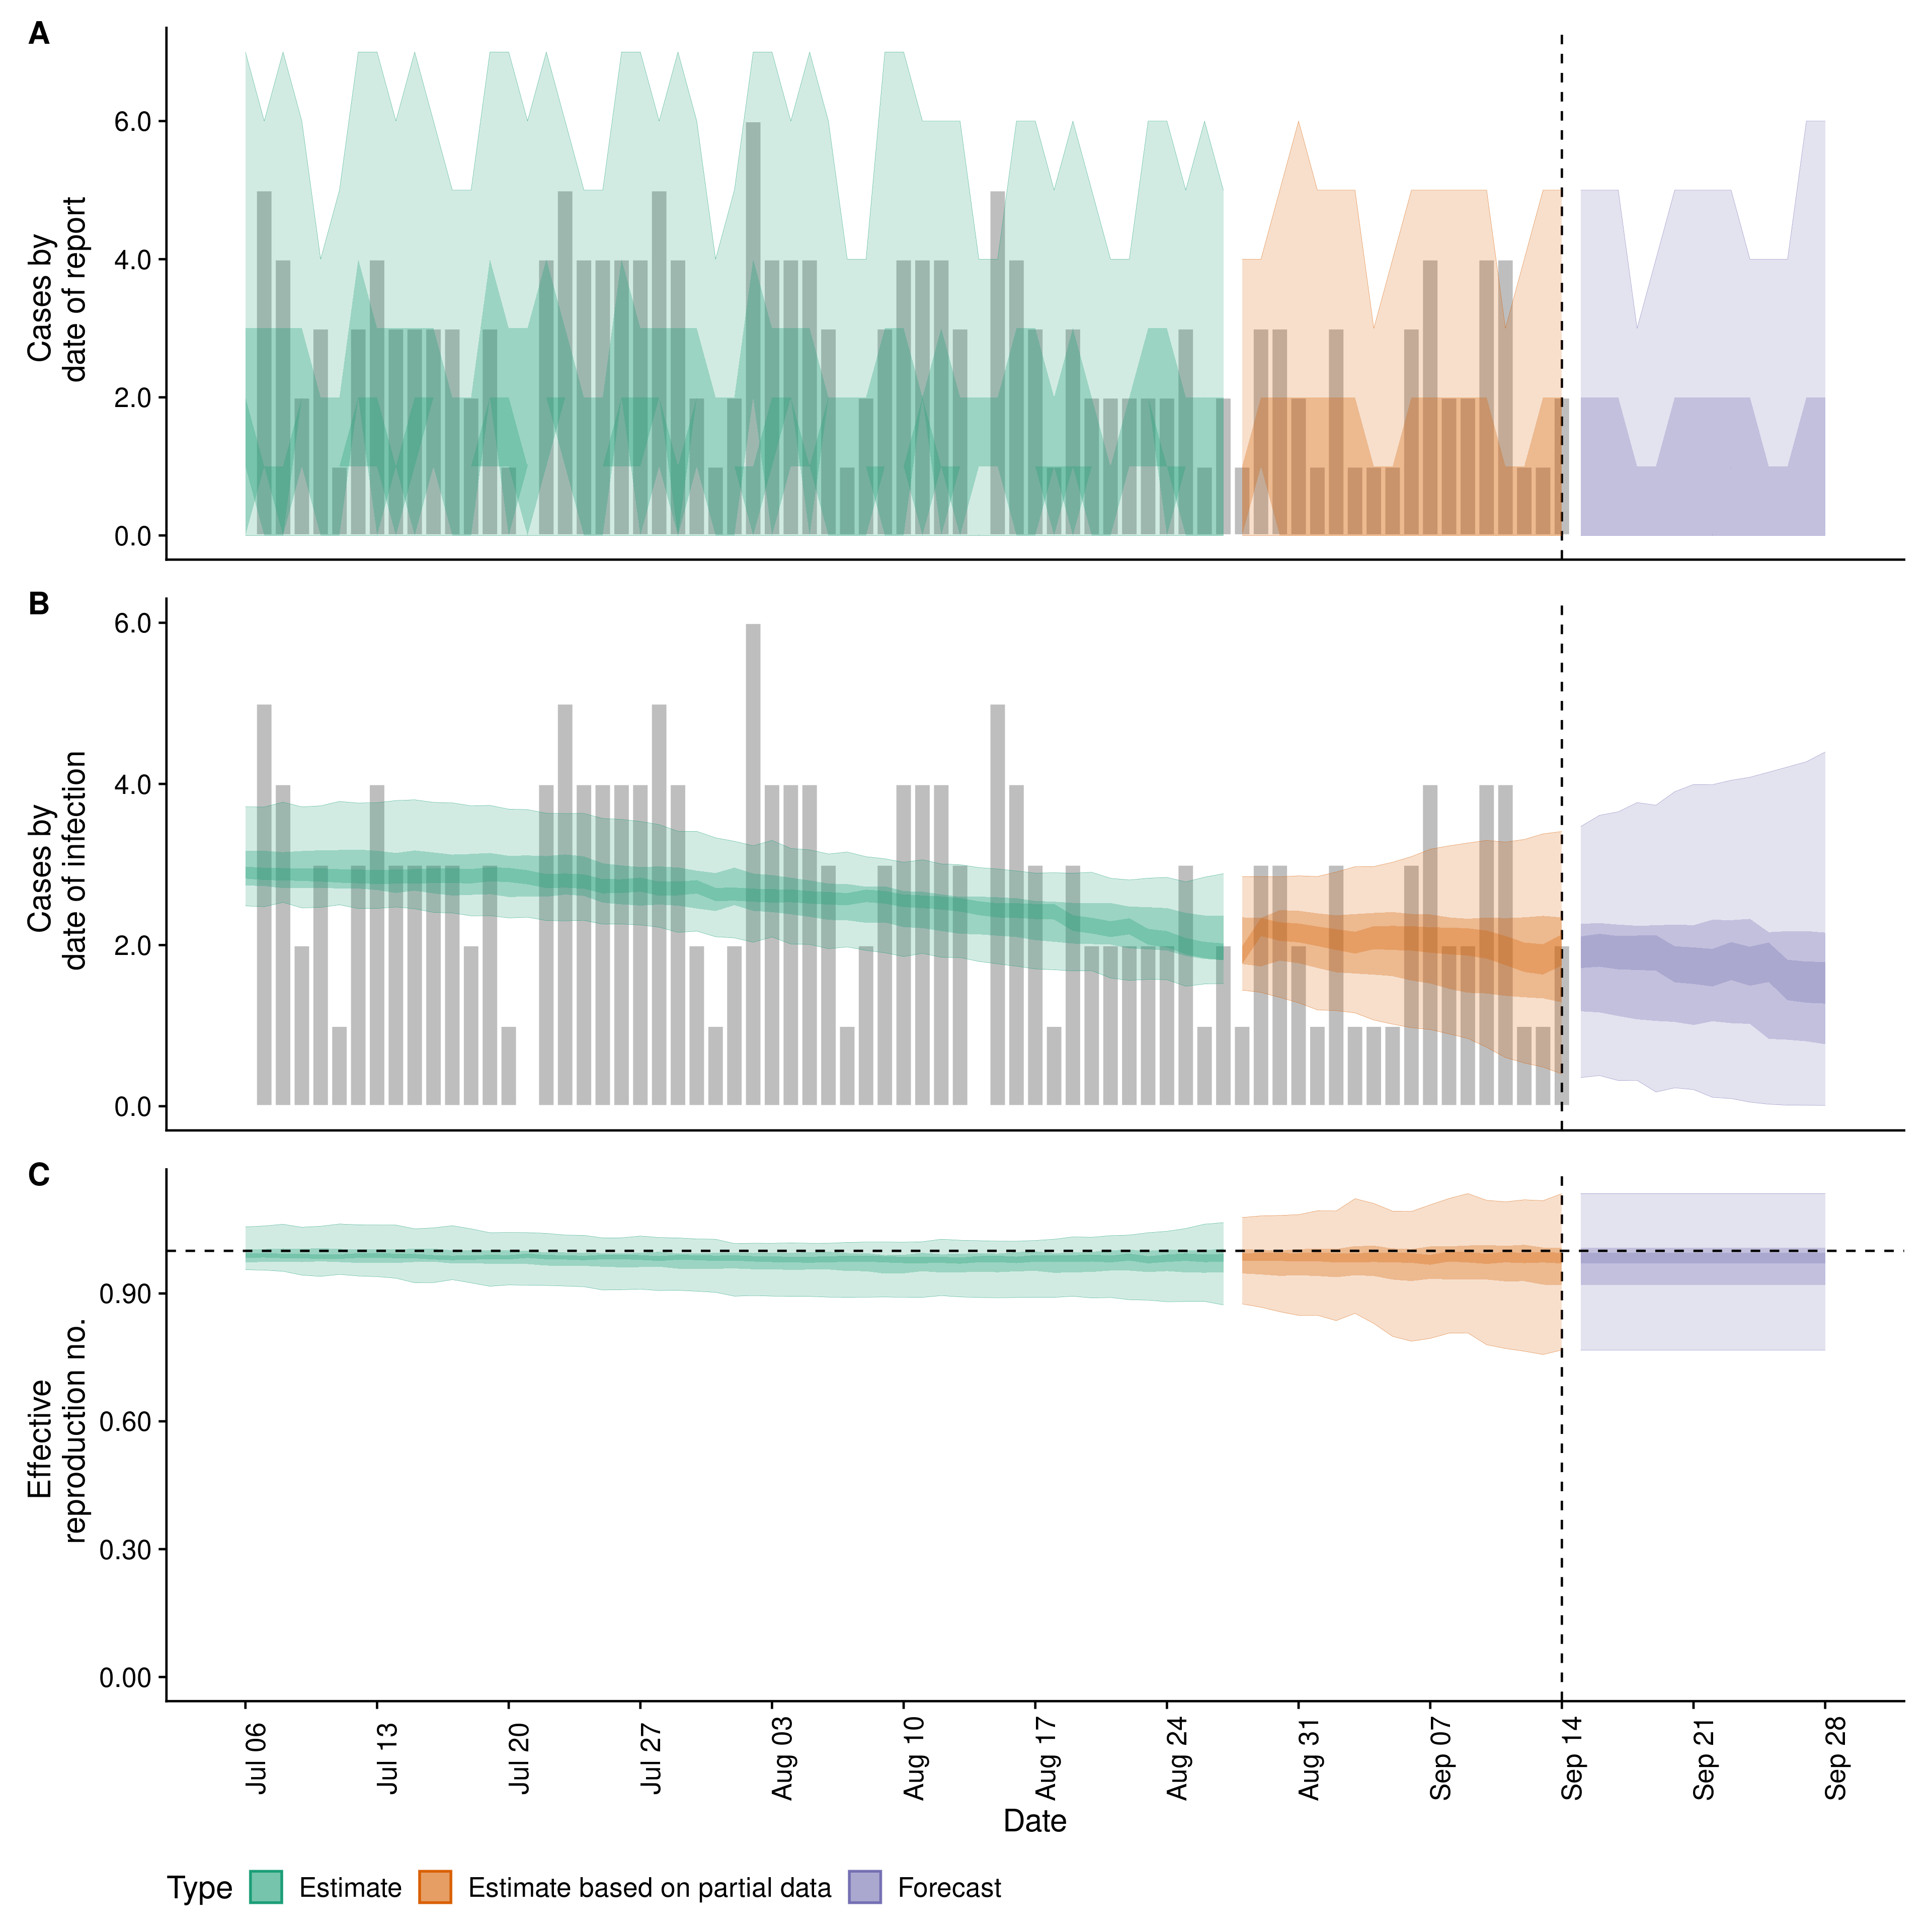 A
Cases by
date of report
6.0
4.0
2.0
0.0
B
Cases by
date of infection
6.0
4.0
2.0
0.0
C
Effective
reproduction no.
0.90
0.60
0.30
0.00
Jul 06
Jul 13
Jul 20
Jul 27
Aug 03
Aug 10
Aug 17
Aug 24
Aug 31
Sep 07
Sep 14
Sep 21
Sep 28
Date
Type Estimate Estimate based on partial data Forecast